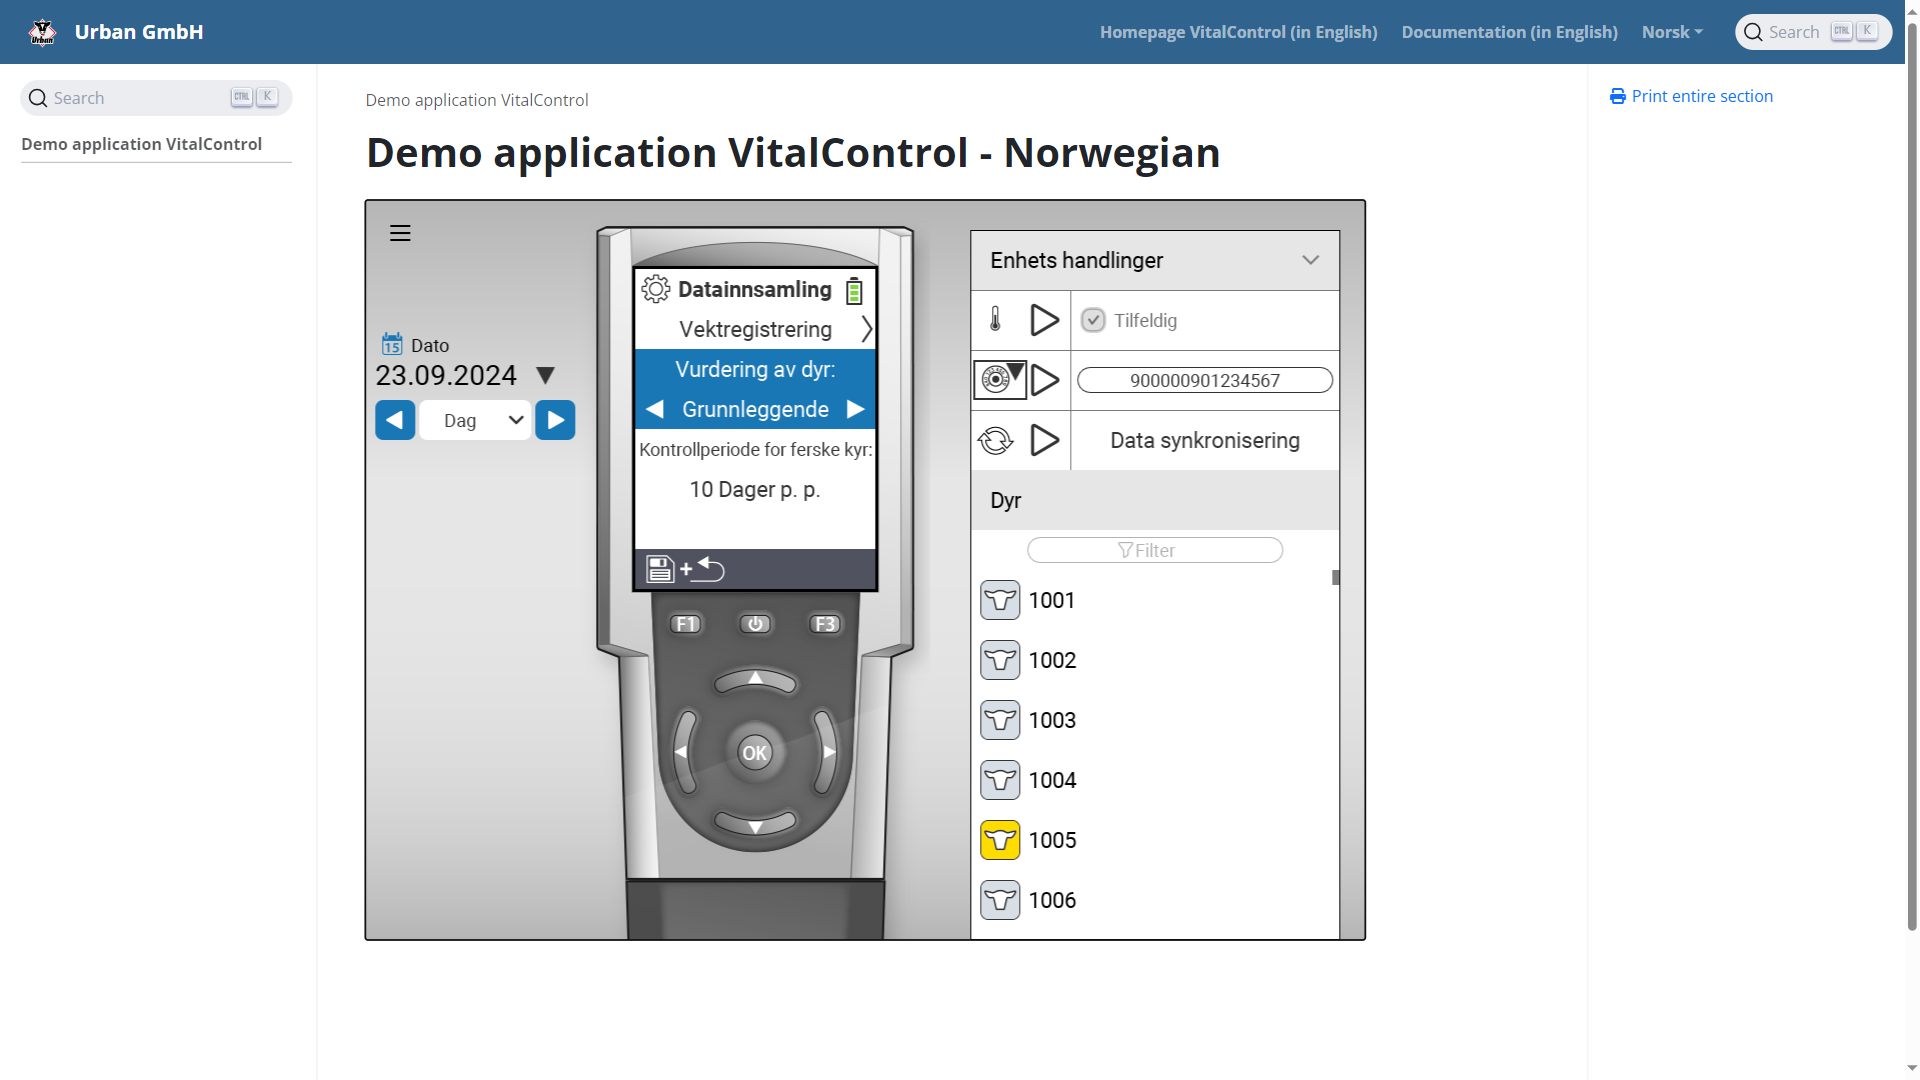 Urban GmbH
Homepage VitalControl (in English)
Documentation (in English)
Norsk
Search CTRL K
Search CTRL K
Demo application VitalControl
Print entire section
Demo application VitalControl
Demo application VitalControl - Norwegian
15 Dato
23.09.2024
Dag
Datainnsamling
Vektregistrering
Vurdering av dyr:
Grunnleggende
Kontrollperiode for ferske kyr:
10 Dager p. p.
+
F1
F3
OK
Enhets handlinger
Tilfeldig
900000901234567
Data synkronisering
Dyr
Filter
1001
1002
1003
1004
1005
1006